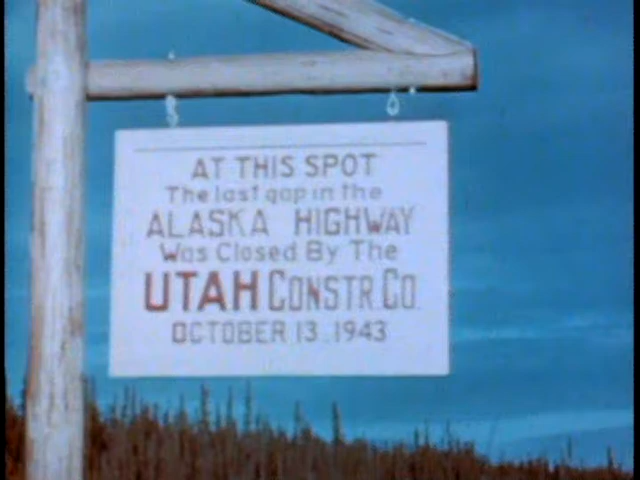 AT THIS SPOT
The last gap in the
ALASKA HIGHWAY
Was Closed By The
UTAH CONSTR. CO.
OCTOBER 13, 1943